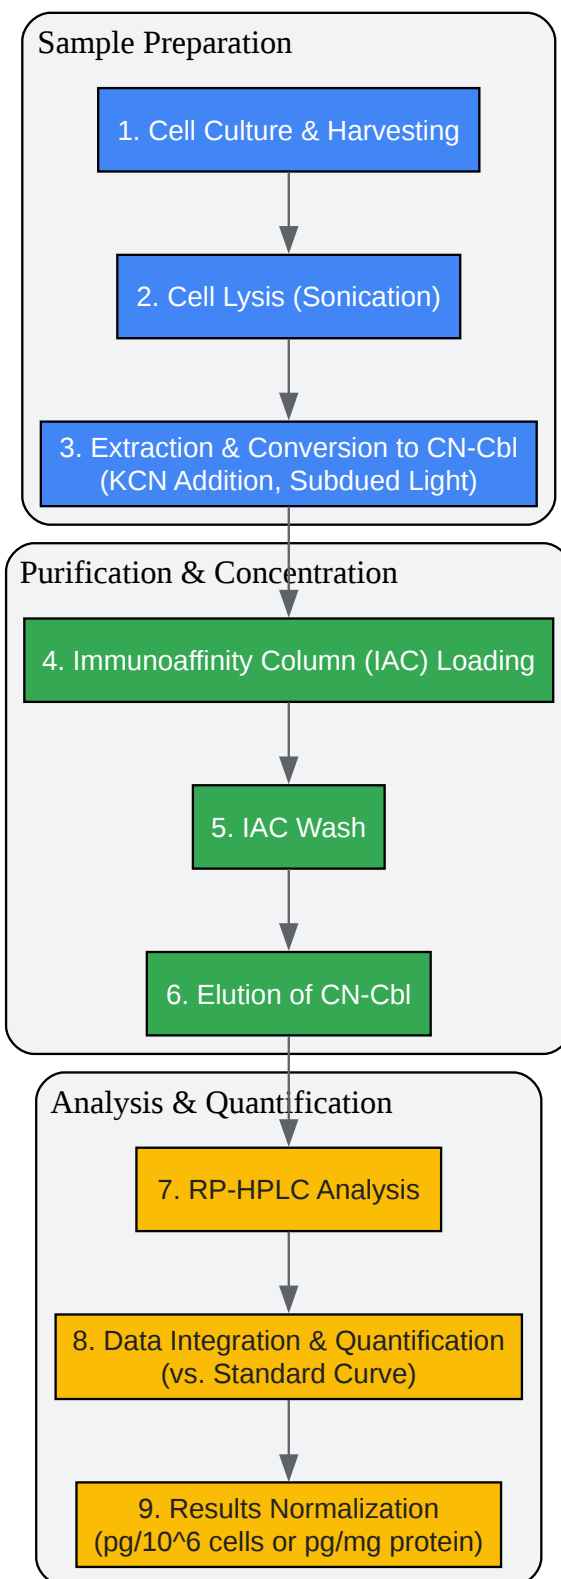 Sample Preparation
1. Cell Culture & Harvesting
2. Cell Lysis (Sonication)
3. Extraction & Conversion to CN-Cbl
(KCN Addition, Subdued Light)
Purification & Concentration
4. Immunoaffinity Column (IAC) Loading
5. IAC Wash
6. Elution of CN-Cbl
Analysis & Quantification
7. RP-HPLC Analysis
8. Data Integration & Quantification
(vs. Standard Curve)
9. Results Normalization
(pg/10^6 cells or pg/mg protein)